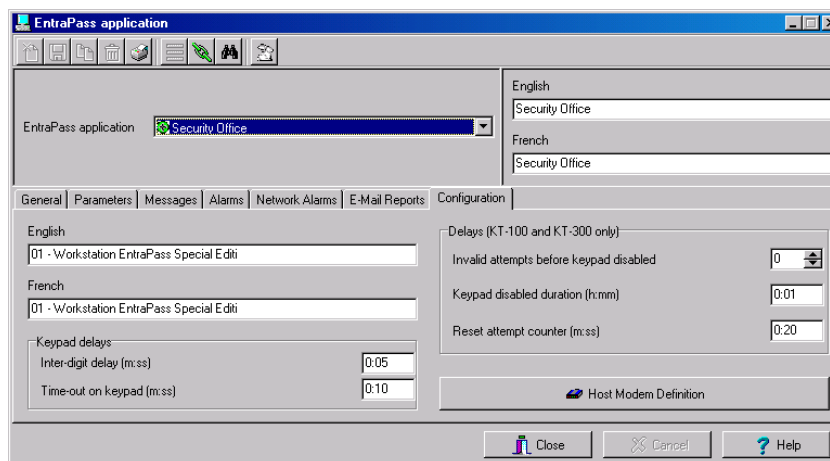 EntraPass application
EntraPass application
Security Office
English
Security Office
French
Security Office
General
Parameters
Messages
Alarms
Network Alarms
E-Mail Reports
Configuration
English
01 - Workstation EntraPass Special Editi
French
01 - Workstation EntraPass Special Editi
Keypad delays
Inter-digit delay (m:ss) 0:05
Time-out on keypad (m:ss) 0:10
Delays (KT-100 and KT-300 only)
Invalid attempts before keypad disabled 0
Keypad disabled duration (h:mm) 0:01
Reset attempt counter (m:ss) 0:20
Host Modem Definition
Close
Cancel
Help